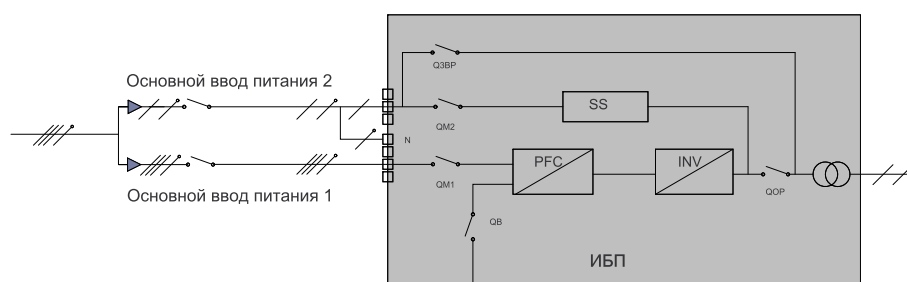 Q3BP
Основной ввод питания 2
SS
QM2
N
PFC
INV
QM1
QOP
Основной ввод питания 1
QB
ИБП